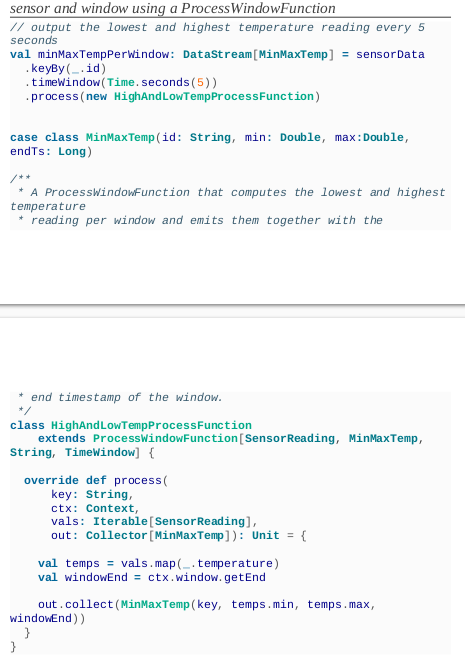 sensor and window using a ProcessWindowFunction
// output the lowest and highest temperature reading every 5
seconds
val minMaxTempPerWindow: DataStream[MinMaxTemp] = sensorData
  .keyBy(_.id)
  .timeWindow(Time.seconds(5))
  .process(new HighAndLowTempProcessFunction)
case class MinMaxTemp(id: String, min: Double, max:Double,
endTs: Long)
/**
 * A ProcessWindowFunction that computes the lowest and highest
temperature
 * reading per window and emits them together with the
 * end timestamp of the window.
 */
class HighAndLowTempProcessFunction
    extends ProcessWindowFunction[SensorReading, MinMaxTemp,
String, TimeWindow] {
  override def process(
      key: String,
      ctx: Context,
      vals: Iterable[SensorReading],
      out: Collector[MinMaxTemp]): Unit = {
    val temps = vals.map(_.temperature)
    val windowEnd = ctx.window.getEnd
    out.collect(MinMaxTemp(key, temps.min, temps.max,
windowEnd))
  }
}